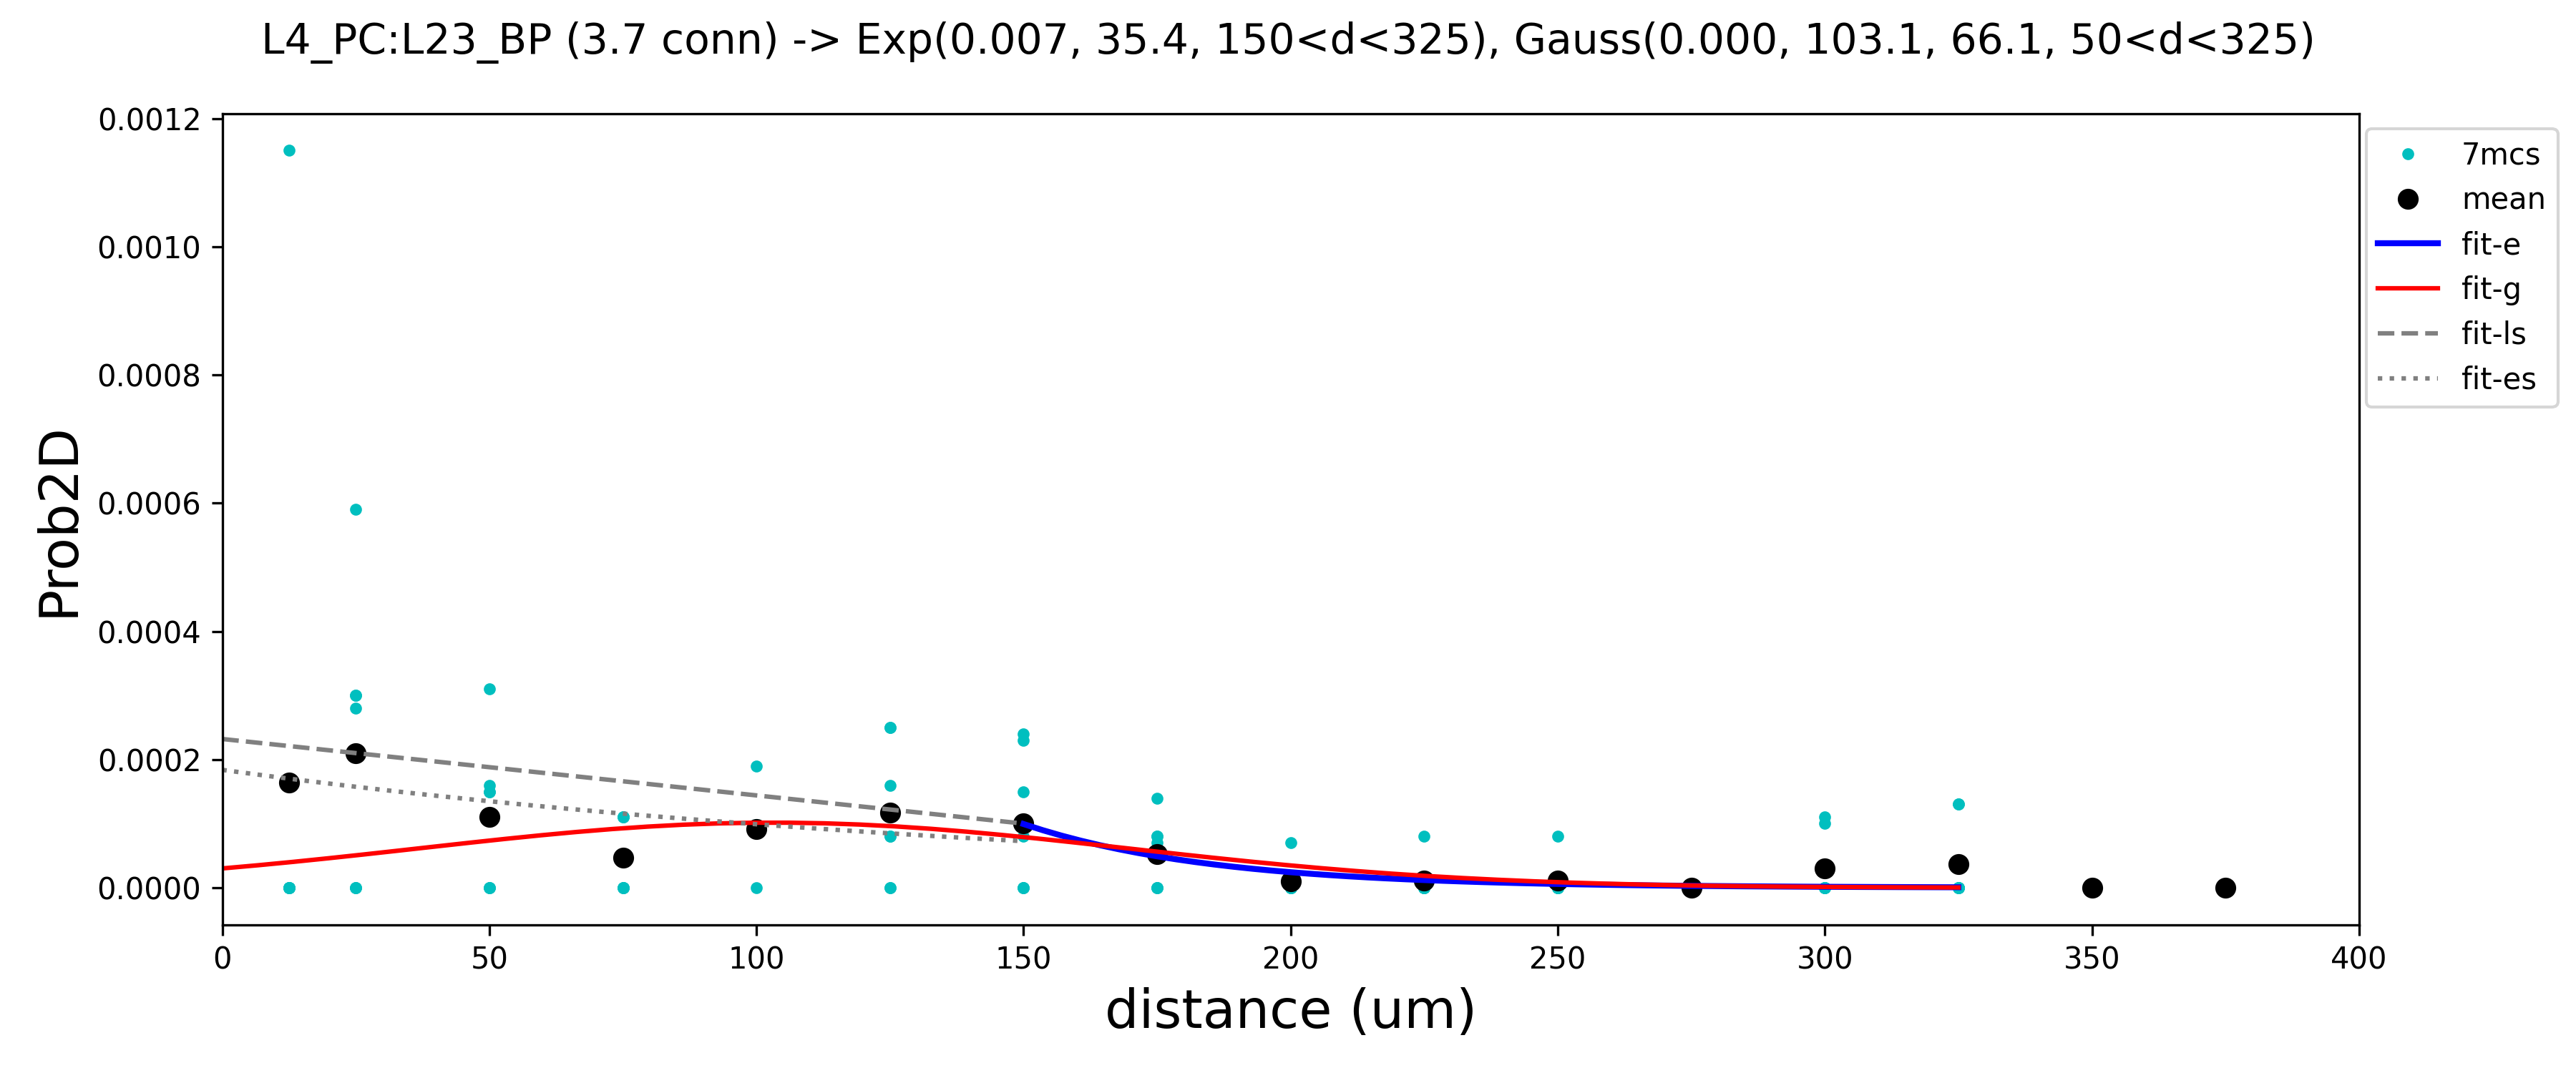 L4_PC:L23_BP (3.7 conn) -> Exp(0.007, 35.4, 150<d<325), Gauss(0.000, 103.1, 66.1, 50<d<325)
0.0012
0.0010
0.0008
0.0006
0.0004
0.0002
0.0000
Prob2D
0 50 100 150 200 250 300 350 400
distance (um)
7mcs
mean
fit-e
fit-g
fit-ls
fit-es